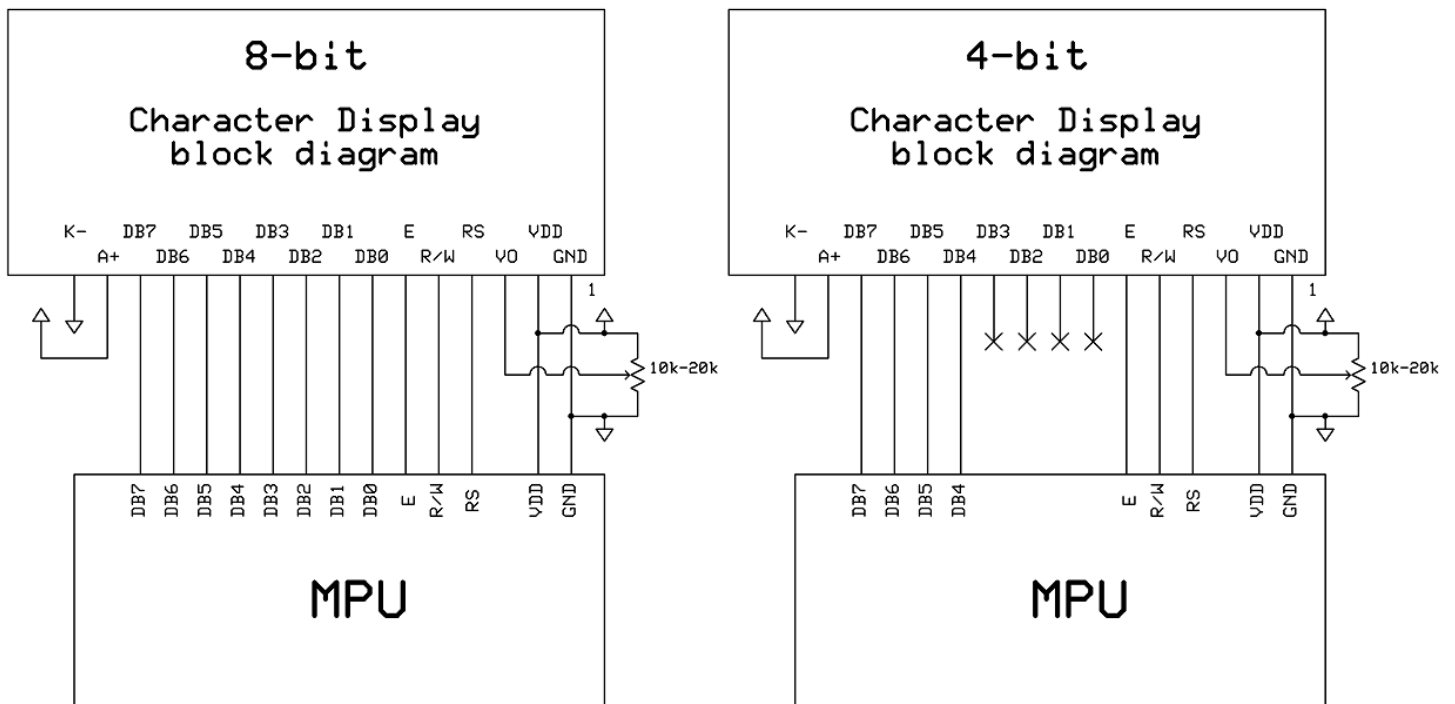 8-bit
Character Display
block diagram
K- DB7 DB5 DB3 DB1 E RS VDD
A+ DB6 DB4 DB2 DB0 R/W VO GND
1
10k-20k
DB7 DB6 DB5 DB4 DB3 DB2 DB1 DB0 E R/W RS VDD GND
MPU
4-bit
Character Display
block diagram
K- DB7 DB5 DB3 DB1 E RS VDD
A+ DB6 DB4 DB2 DB0 R/W VO GND
1
10k-20k
DB7 DB6 DB5 DB4 E R/W RS VDD GND
MPU